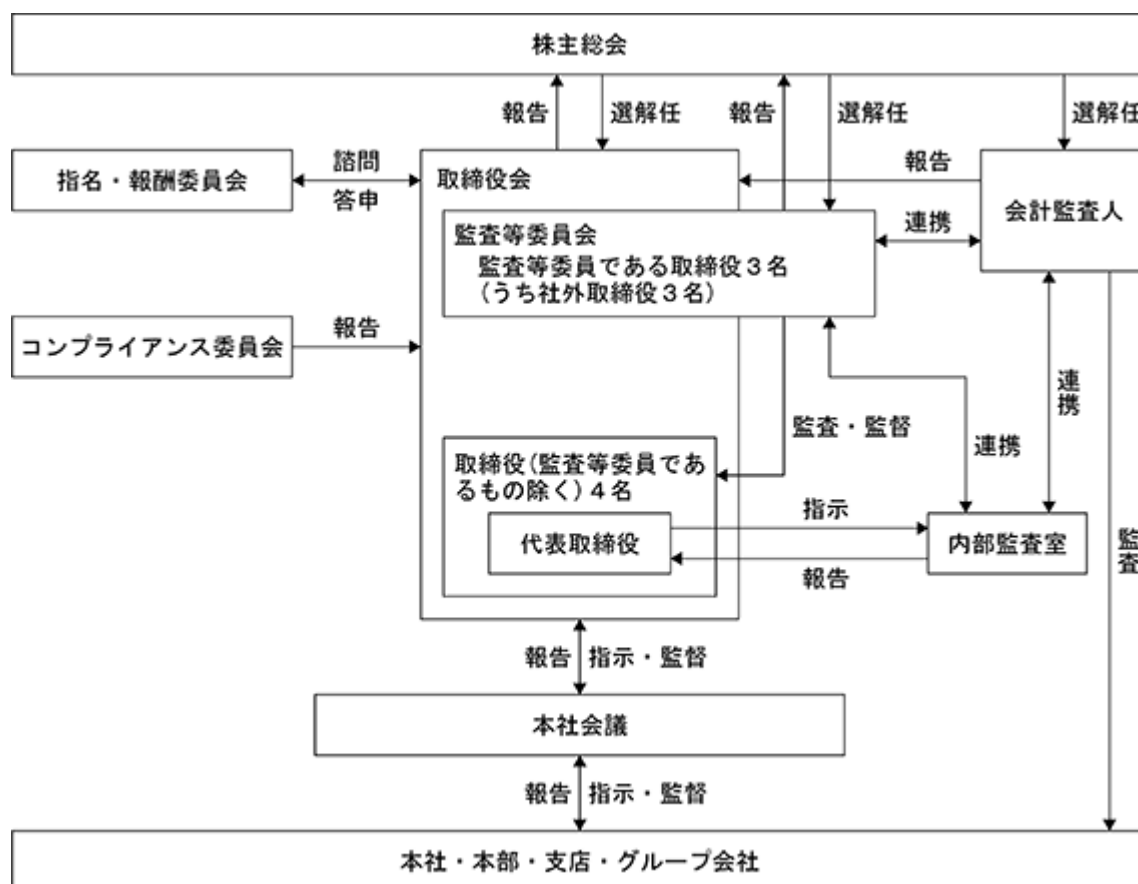 株主総会
報告
選解任
報告
選解任
選解任
指名・報酬委員会
諮問
答申
取締役会
報告
会計監査人
監査等委員会
監査等委員である取締役3名
(うち社外取締役3名)
連携
コンプライアンス委員会
報告
連携
監査・監督
連携
取締役(監査等委員であ
るもの除く)4名
代表取締役
指示
報告
内部監査室
監査
報告
指示・監督
本社会議
報告
指示・監督
本社・本部・支店・グループ会社